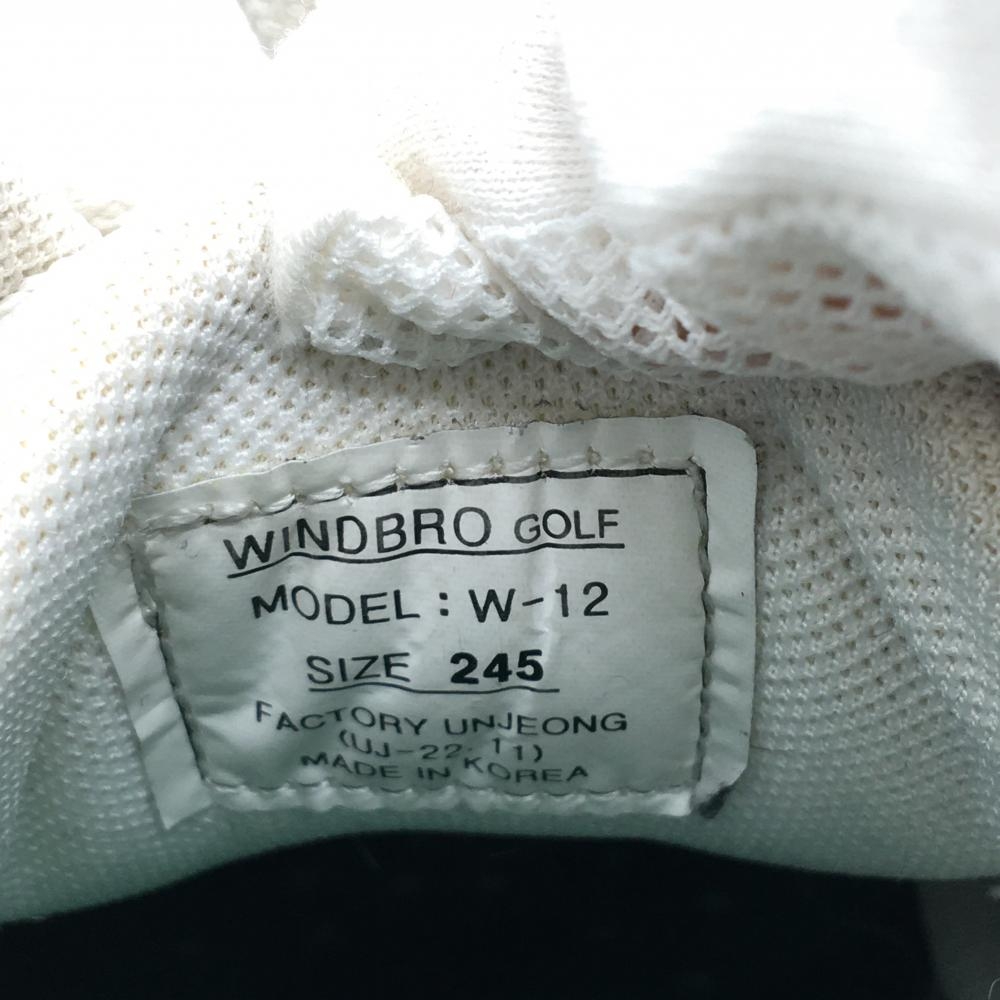 WINDBRO GOLF
MODEL : W-12
SIZE 245
FACTORY UNJEONG
(UJ-22.11)
MADE IN KOREA